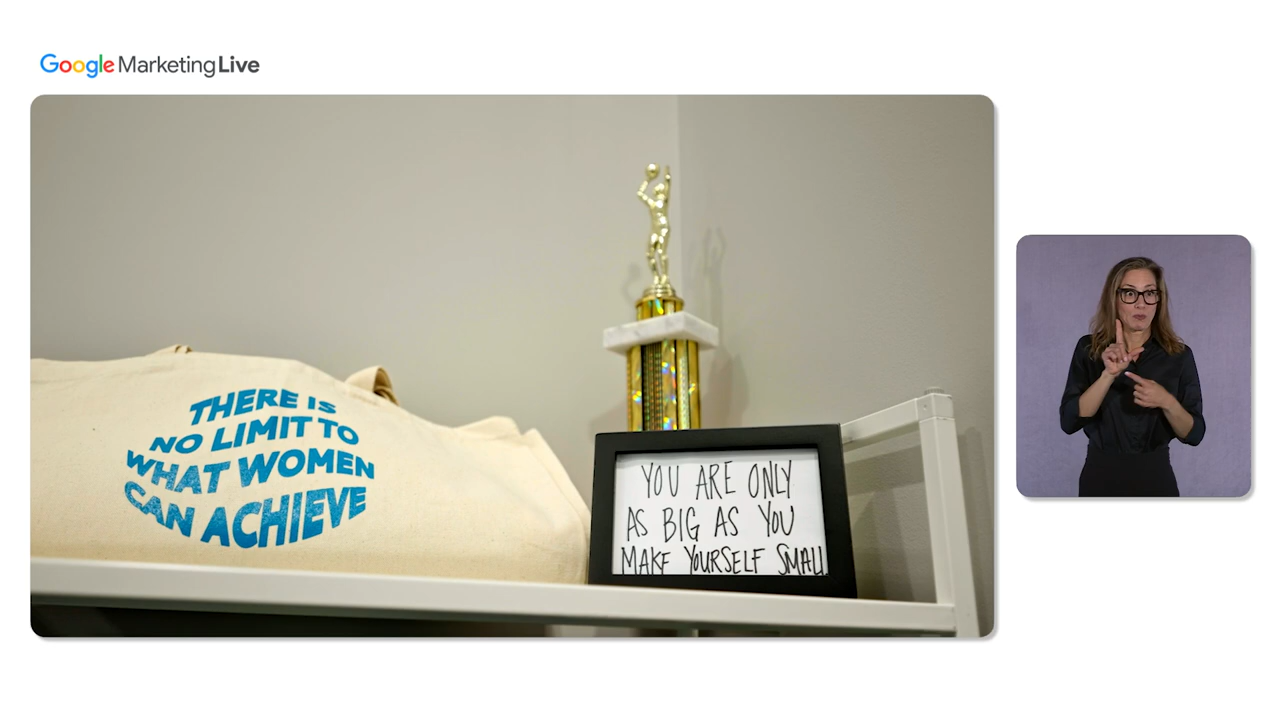 Google Marketing Live
THERE IS
NO LIMIT TO
WHAT WOMEN
CAN ACHIEVE
YOU ARE ONLY
AS BIG AS YOU
MAKE YOURSELF SMALL